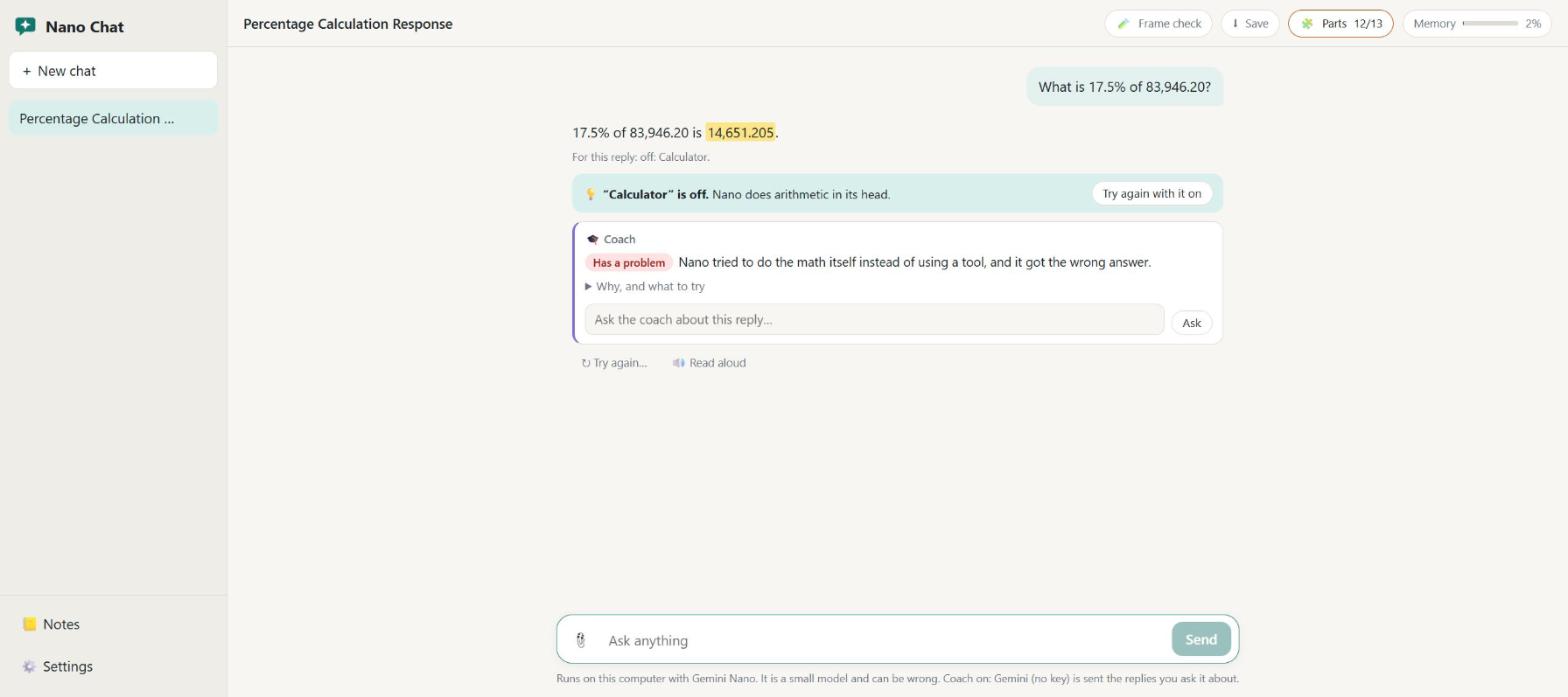 Nano Chat
+ New chat
Percentage Calculation ...
Notes
Settings
Percentage Calculation Response
Frame check
Save
Parts 12/13
Memory 2%
What is 17.5% of 83,946.20?
17.5% of 83,946.20 is 14,651.205.
For this reply: off: Calculator.
"Calculator" is off. Nano does arithmetic in its head.
Try again with it on
Coach
Has a problem Nano tried to do the math itself instead of using a tool, and it got the wrong answer.
Why, and what to try
Ask the coach about this reply...
Ask
Try again...
Read aloud
Ask anything
Send
Runs on this computer with Gemini Nano. It is a small model and can be wrong. Coach on: Gemini (no key) is sent the replies you ask it about.